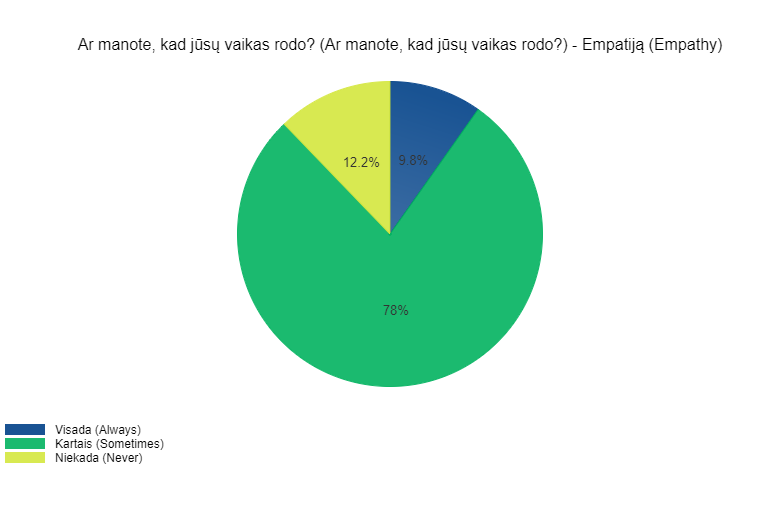 Ar manote, kad jūsų vaikas rodo? (Ar manote, kad jūsų vaikas rodo?) - Empatiją (Empathy)
12.2%
9.8%
78%
Visada (Always)
Kartais (Sometimes)
Niekada (Never)